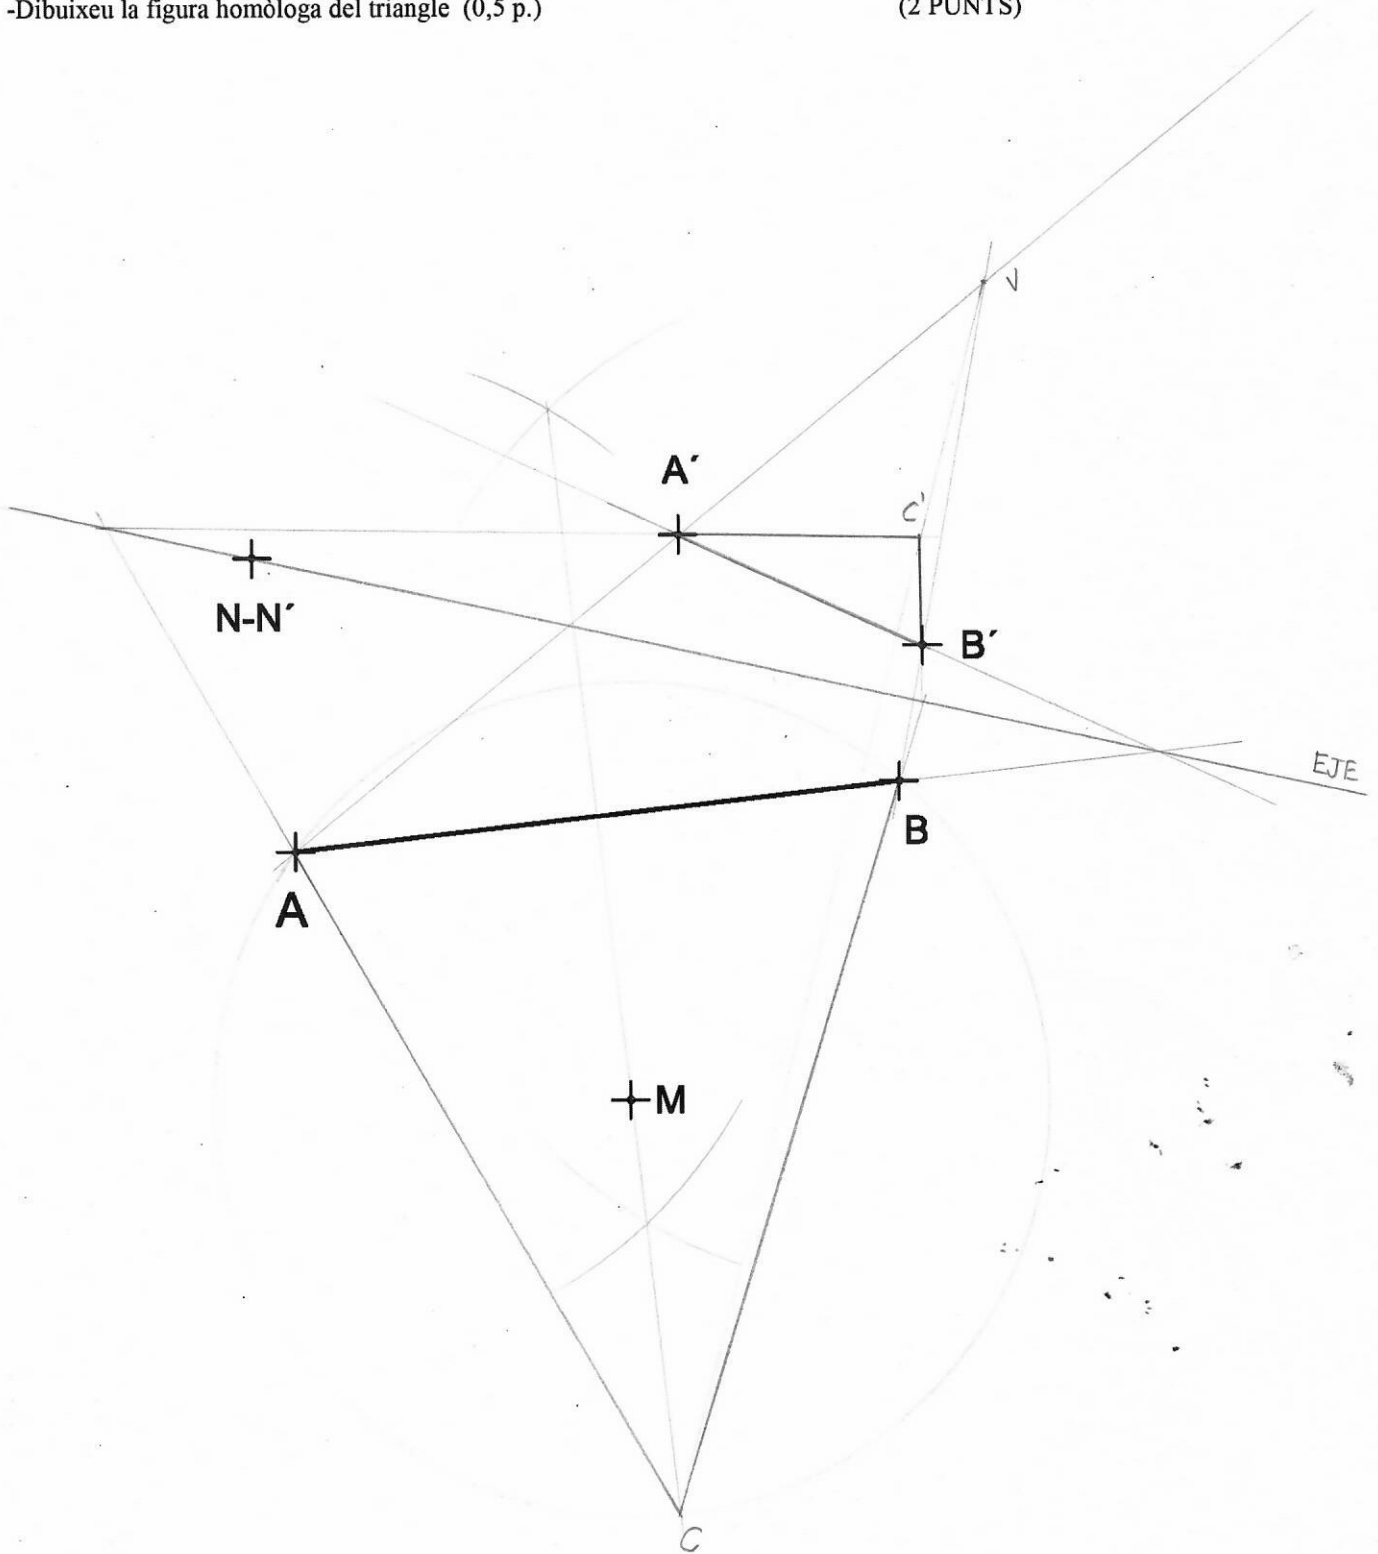 -Dibuixeu la figura homòloga del triangle (0,5 p.) (2 PUNTS)
V
A´
C'
N-N´
B´
EJE
B
A
M
C